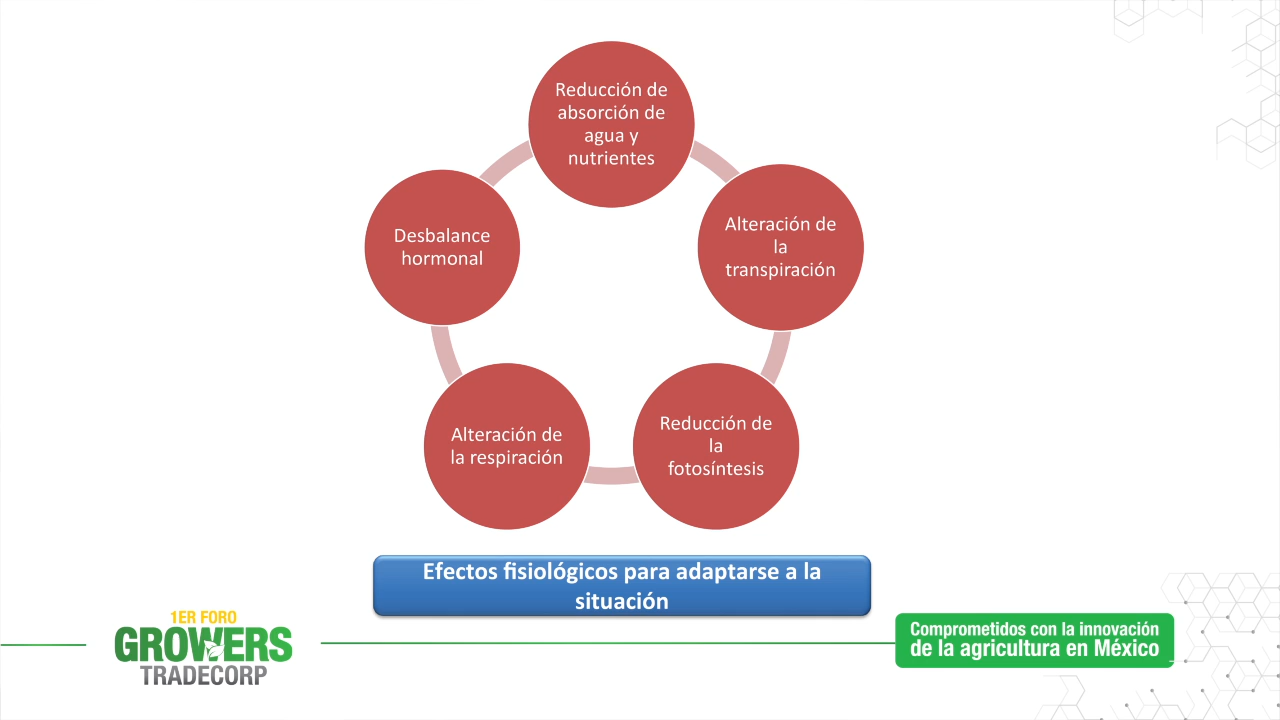 Reducción de
absorción de
agua y
nutrientes
Alteración de
la
transpiración
Reducción de
la
fotosíntesis
Alteración de
la respiración
Desbalance
hormonal
Efectos fisiológicos para adaptarse a la
situación
1ER FORO
GROWERS
TRADECORP
Comprometidos con la innovación
de la agricultura en México